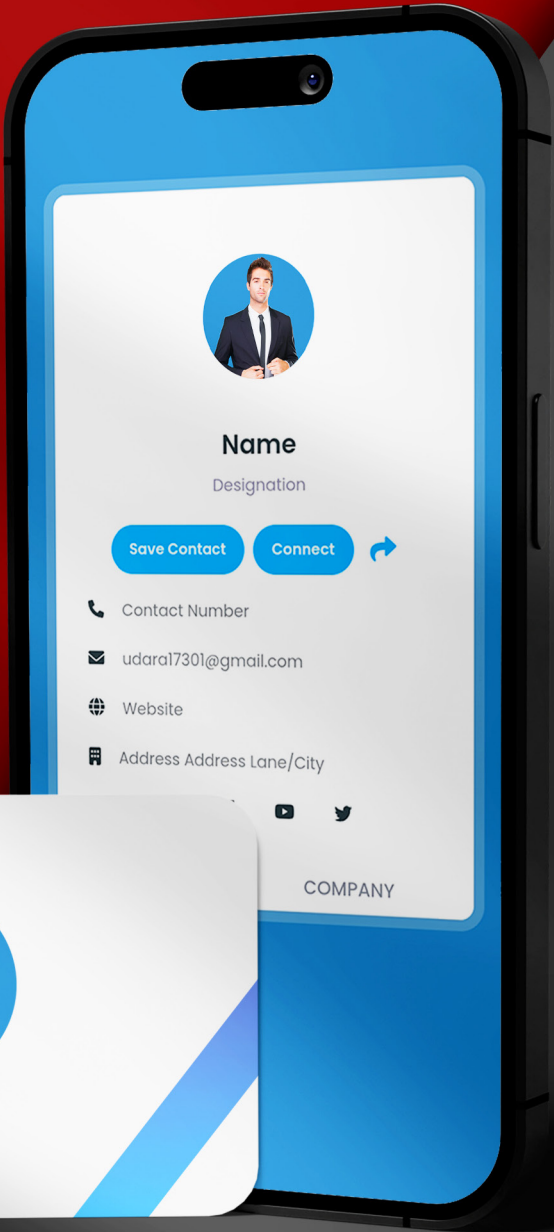 Name
Designation
Save Contact Connect
Contact Number
udara17301@gmail.com
Website
Address Address Lane/City
COMPANY